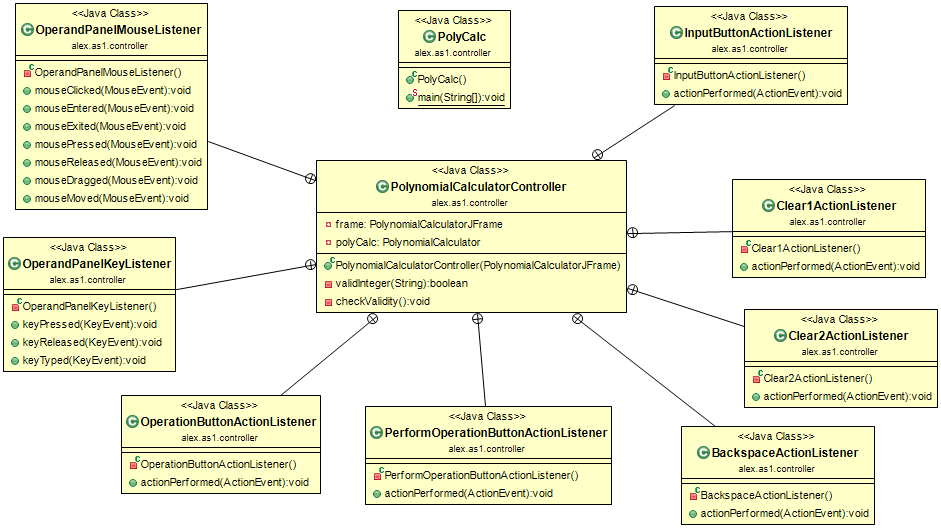 <<Java Class>>
OperandPanelMouseListener
alex.as1.controller
OperandPanelMouseListener()
mouseClicked(MouseEvent):void
mouseEntered(MouseEvent):void
mouseExited(MouseEvent):void
mousePressed(MouseEvent):void
mouseReleased(MouseEvent):void
mouseDragged(MouseEvent):void
mouseMoved(MouseEvent):void
<<Java Class>>
PolyCalc
alex.as1.controller
PolyCalc()
main(String[]):void
<<Java Class>>
InputButtonActionListener
alex.as1.controller
InputButtonActionListener()
actionPerformed(ActionEvent):void
<<Java Class>>
PolynomialCalculatorController
alex.as1.controller
frame: PolynomialCalculatorJFrame
polyCalc: PolynomialCalculator
PolynomialCalculatorController(PolynomialCalculatorJFrame)
validInteger(String):boolean
checkValidity():void
<<Java Class>>
Clear1ActionListener
alex.as1.controller
Clear1ActionListener()
actionPerformed(ActionEvent):void
<<Java Class>>
OperandPanelKeyListener
alex.as1.controller
OperandPanelKeyListener()
keyPressed(KeyEvent):void
keyReleased(KeyEvent):void
keyTyped(KeyEvent):void
<<Java Class>>
Clear2ActionListener
alex.as1.controller
Clear2ActionListener()
actionPerformed(ActionEvent):void
<<Java Class>>
OperationButtonActionListener
alex.as1.controller
OperationButtonActionListener()
actionPerformed(ActionEvent):void
<<Java Class>>
PerformOperationButtonActionListener
alex.as1.controller
PerformOperationButtonActionListener()
actionPerformed(ActionEvent):void
<<Java Class>>
BackspaceActionListener
alex.as1.controller
BackspaceActionListener()
actionPerformed(ActionEvent):void